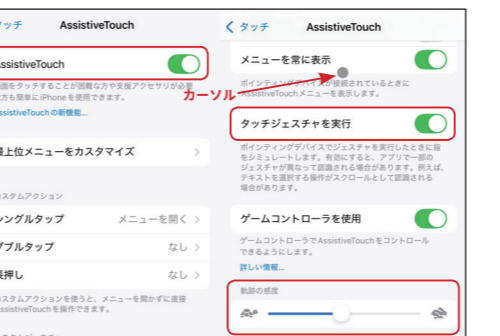 タッチ
AssistiveTouch
AssistiveTouch
画面をタッチすることが困難な方や支援アクセサリが必要
な方も簡単にiPhoneを使用できます。
AssistiveTouchの新機能...
最上位メニューをカスタマイズ
カスタムアクション
シングルタップ
メニューを開く
ダブルタップ
なし
長押し
なし
カスタムアクションを使うと、メニューを開かずに直接
AssistiveTouchを操作できます。
カーソル
タッチ
AssistiveTouch
メニューを常に表示
ポインティングデバイスが接続されているときに
AssistiveTouchメニューを表示します。
タッチジェスチャを実行
ポインティングデバイスでジェスチャを実行したときに指
をシミュレートします。有効にすると、アプリで一部の
ジェスチャが異なって認識される場合があります。例えば、
テキストを選択する操作がスクロールとして認識される
場合があります。
ゲームコントローラを使用
ゲームコントローラでAssistiveTouchをコントロール
できるようにします。
詳しい情報...
軌跡の感度